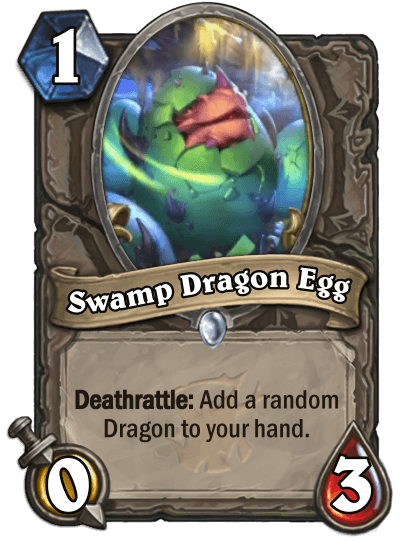 1
Swamp Dragon Egg
Deathrattle: Add a random
Dragon to your hand.
0
3